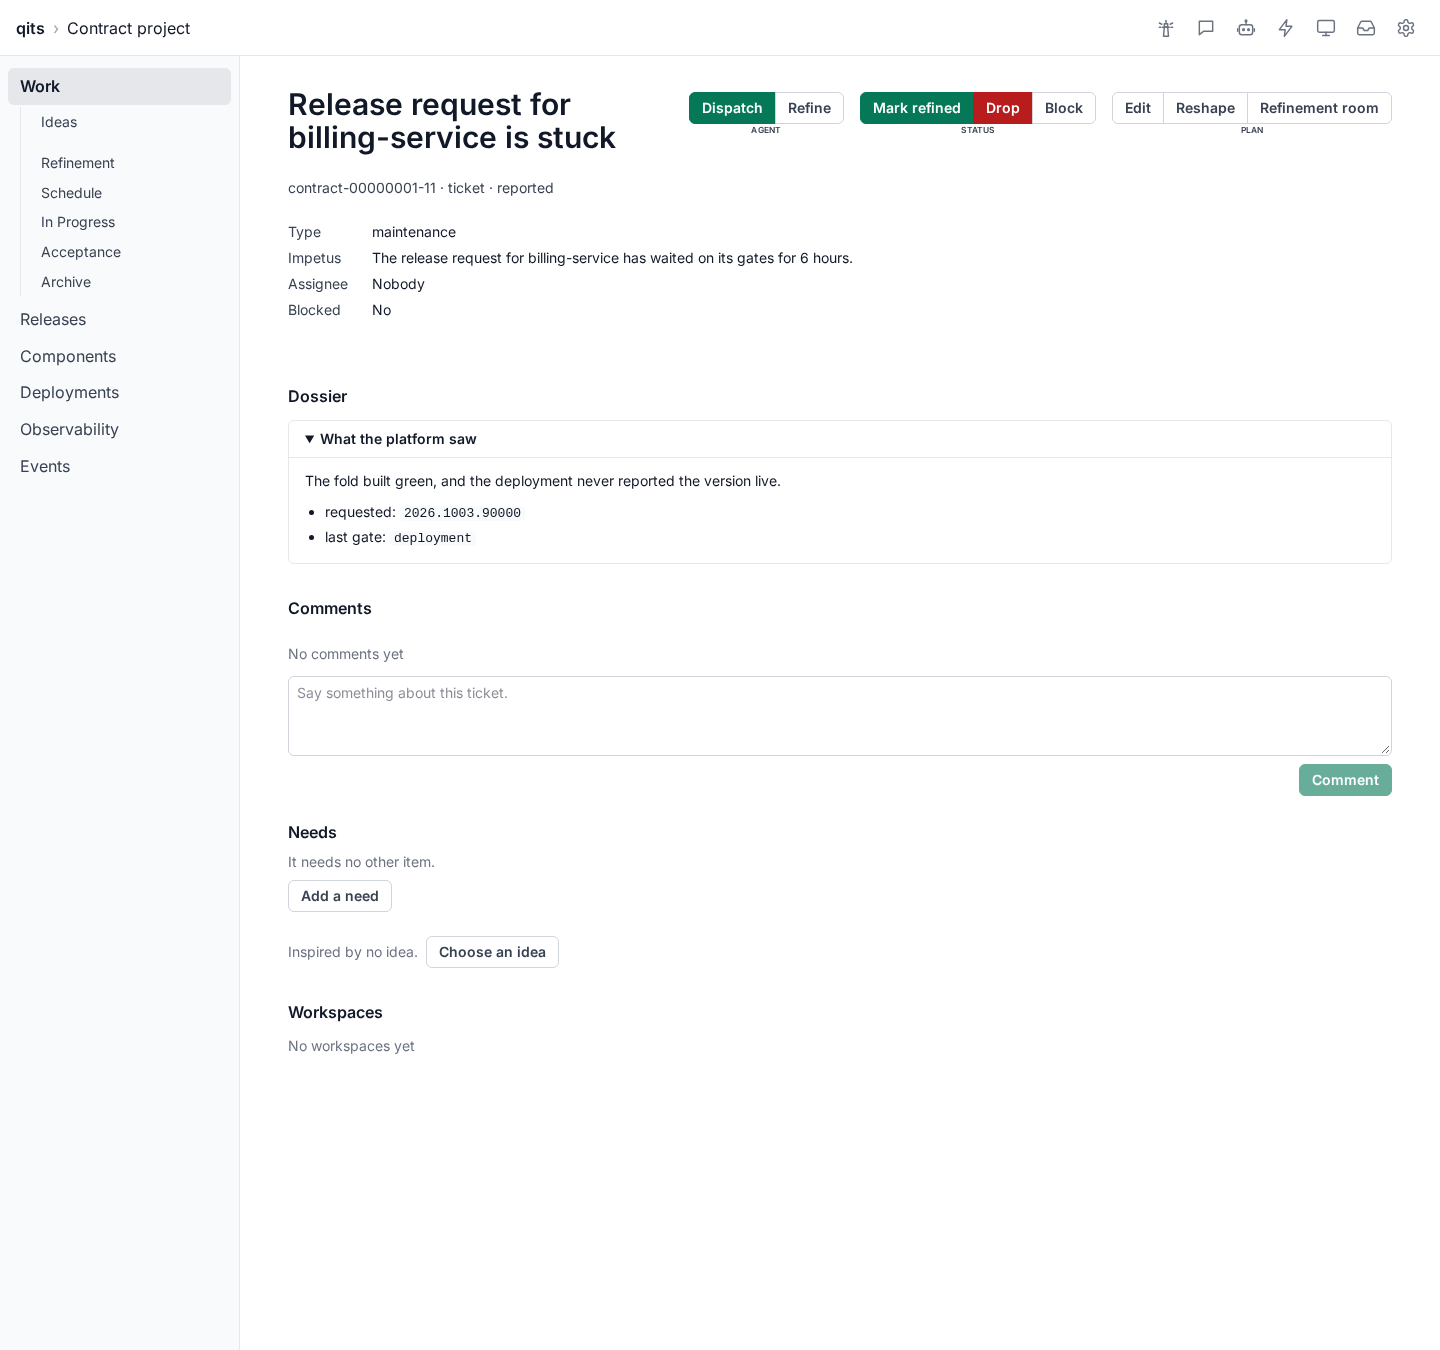 qits › Contract project
Work
Ideas
Refinement
Schedule
In Progress
Acceptance
Archive
Releases
Components
Deployments
Observability
Events
Release request for
billing-service is stuck
Dispatch Refine
AGENT
Mark refined Drop Block
STATUS
Edit Reshape Refinement room
PLAN
contract-00000001-11 · ticket · reported
Type maintenance
Impetus The release request for billing-service has waited on its gates for 6 hours.
Assignee Nobody
Blocked No
Dossier
▼ What the platform saw
The fold built green, and the deployment never reported the version live.
• requested: 2026.1003.90000
• last gate: deployment
Comments
No comments yet
Say something about this ticket.
Comment
Needs
It needs no other item.
Add a need
Inspired by no idea. Choose an idea
Workspaces
No workspaces yet